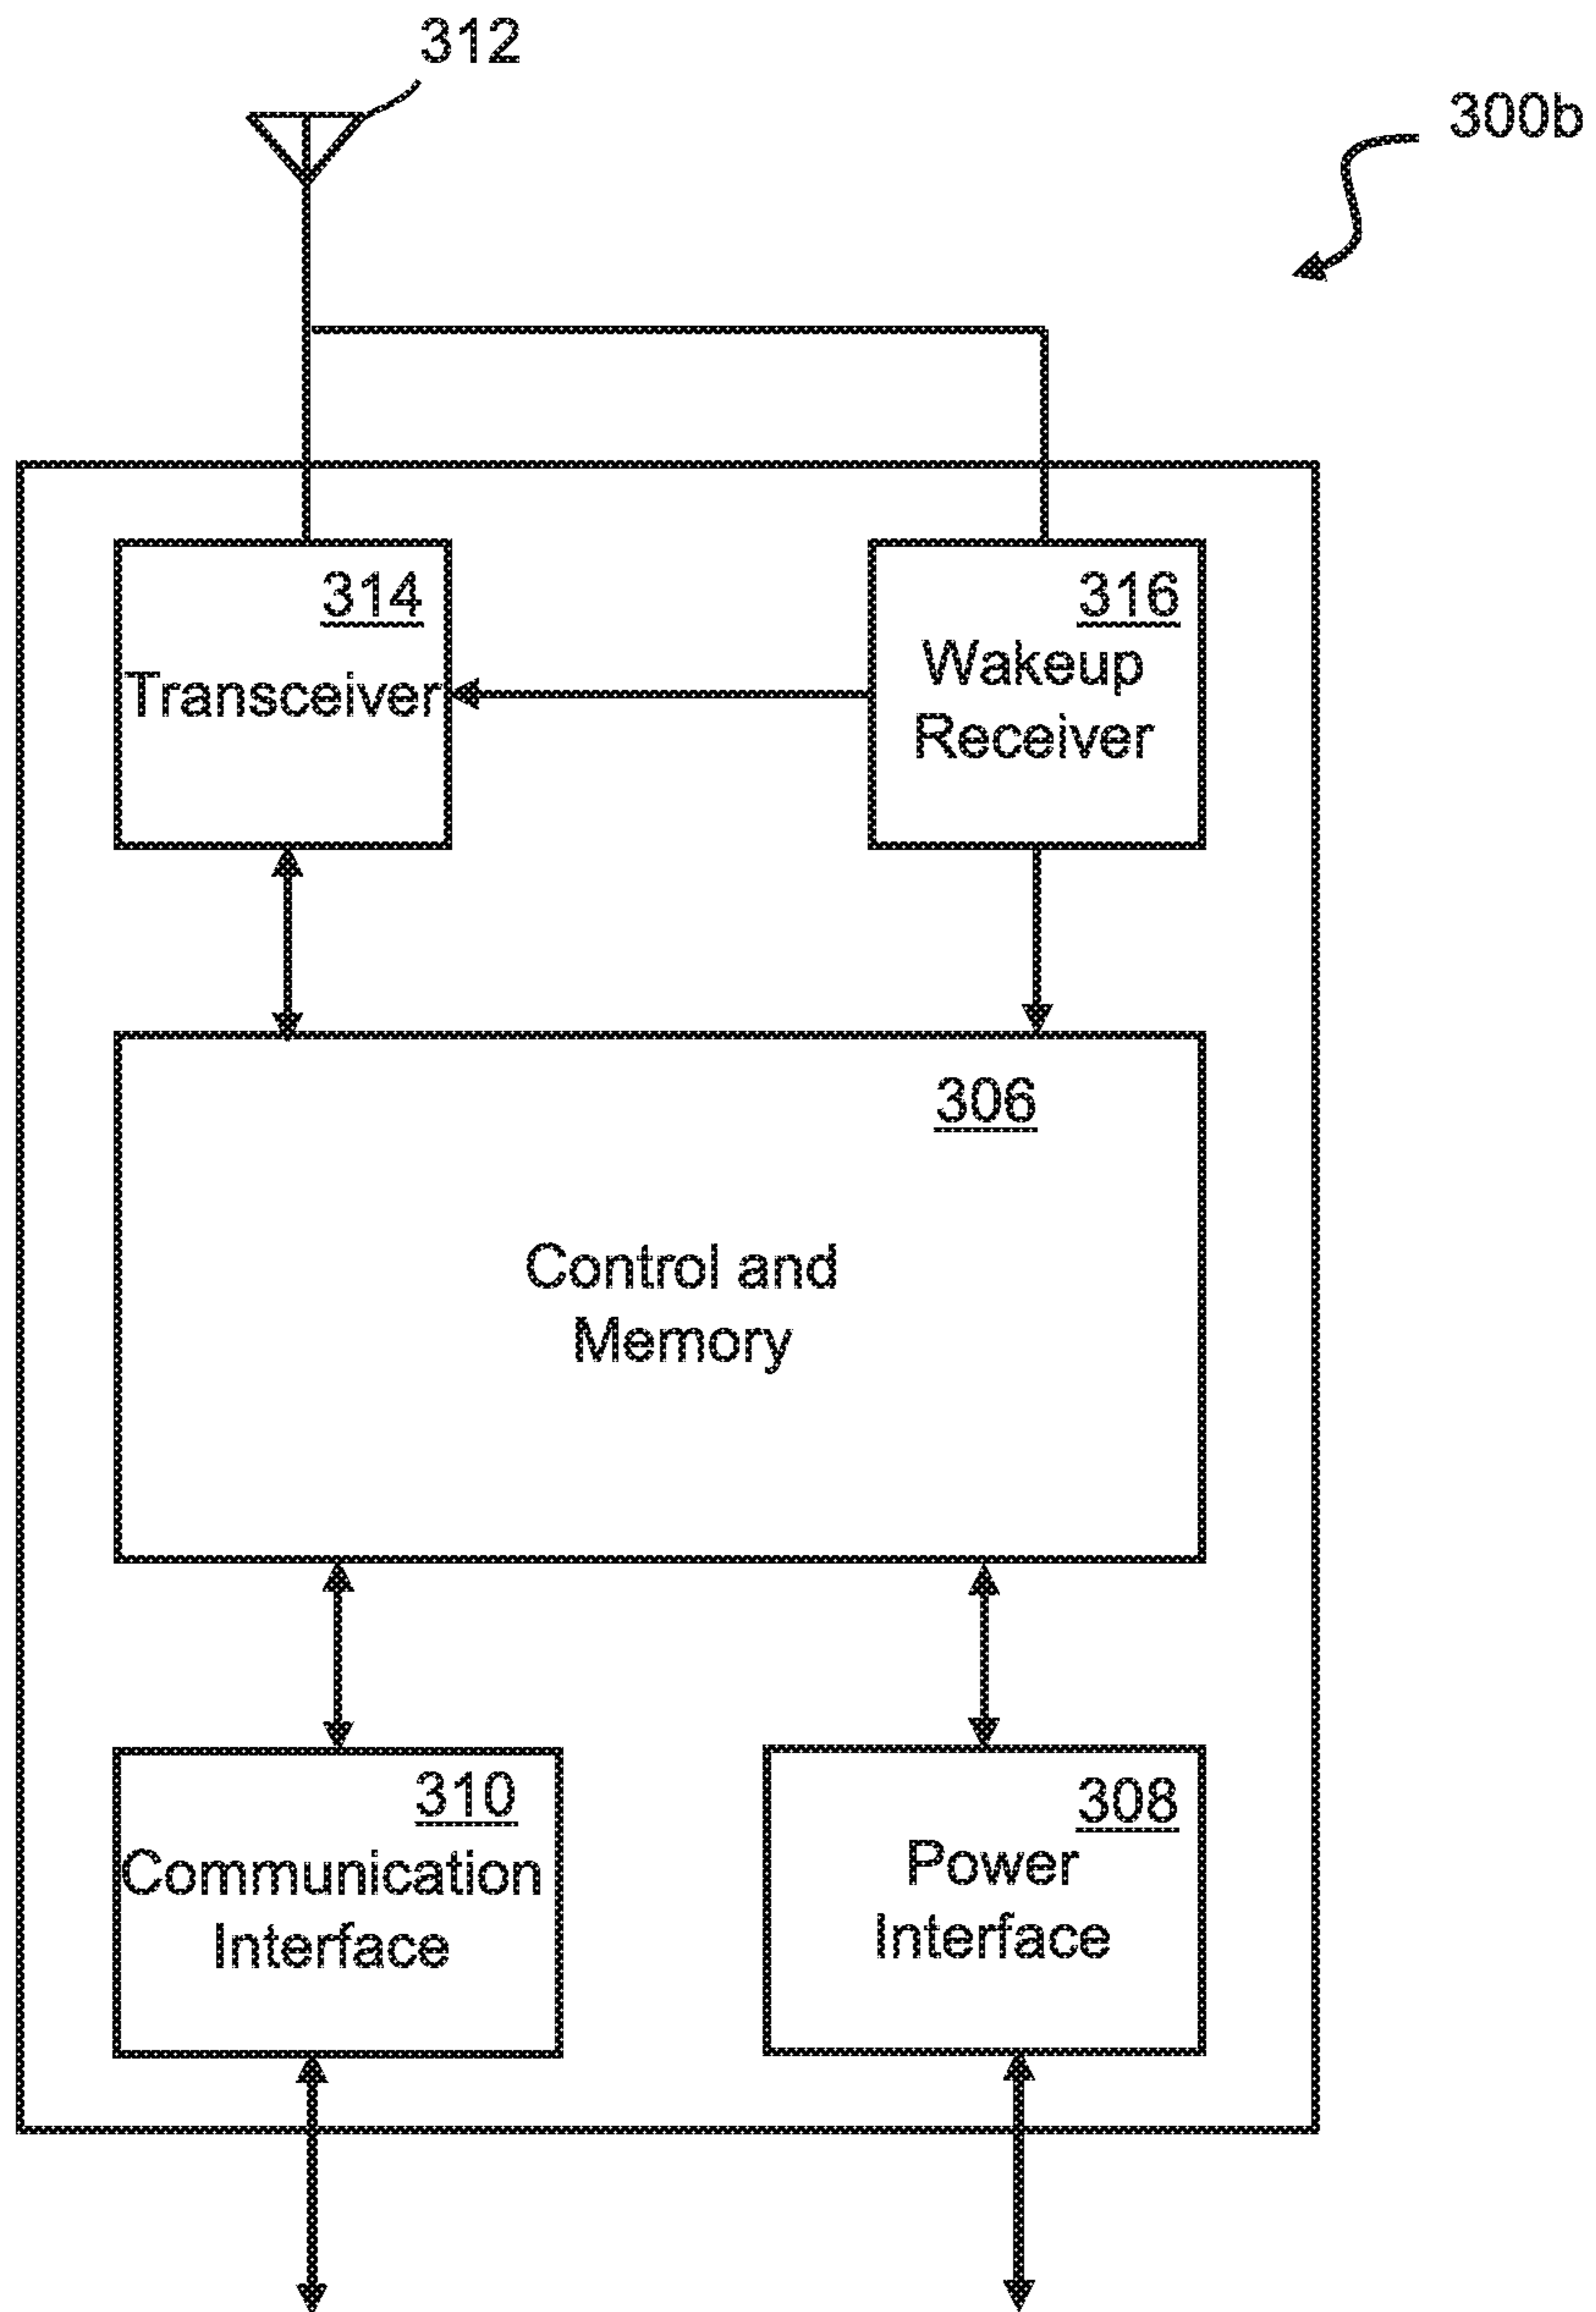 312
300b
314
Transceiver
316
Wakeup
Receiver
306
Control and
Memory
310
Communication
Interface
308
Power
Interface